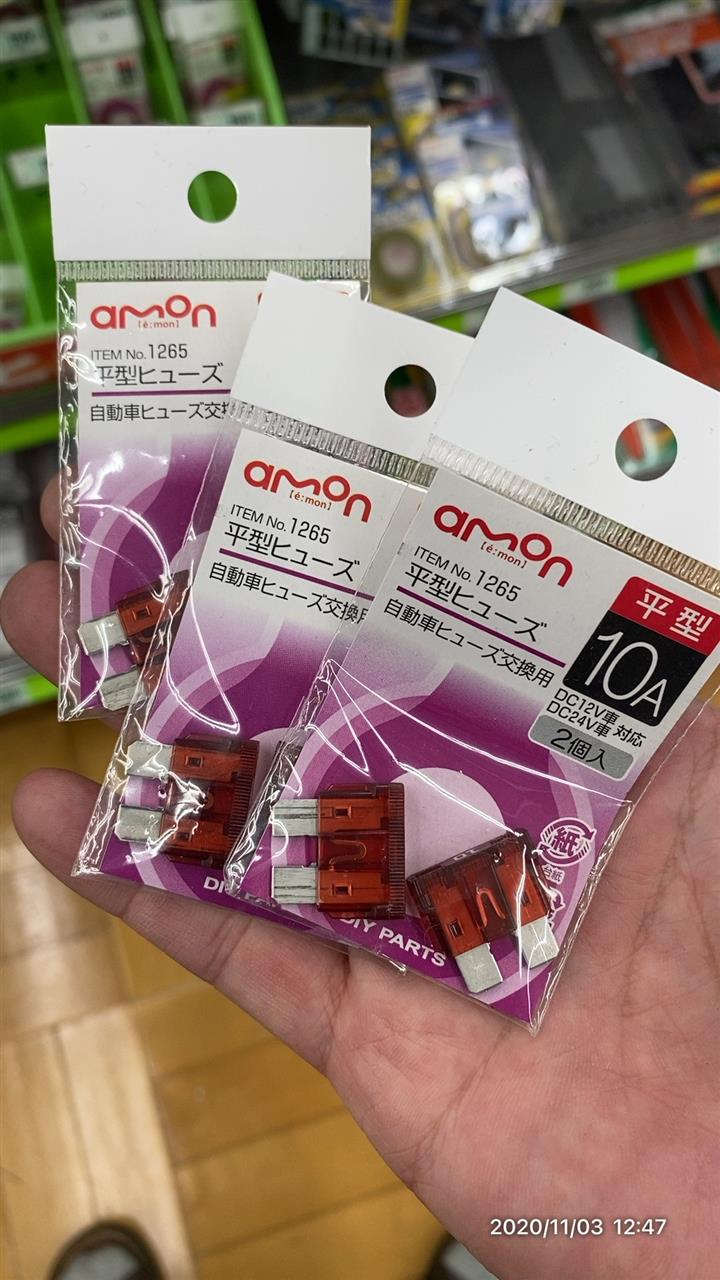 amon
[é:mon]
ITEM No.1265
平型ヒューズ
自動車ヒューズ交
amon
[é:mon]
ITEM No.1265
平型ヒューズ
自動車ヒューズ交換用
DIY
amon
[é:mon]
ITEM No.1265
平型ヒューズ
自動車ヒューズ交換用
平型
10A
DC12V車
DC24V車 対応
2個入
紙
台紙
DIY PARTS
2020/11/03 12:47